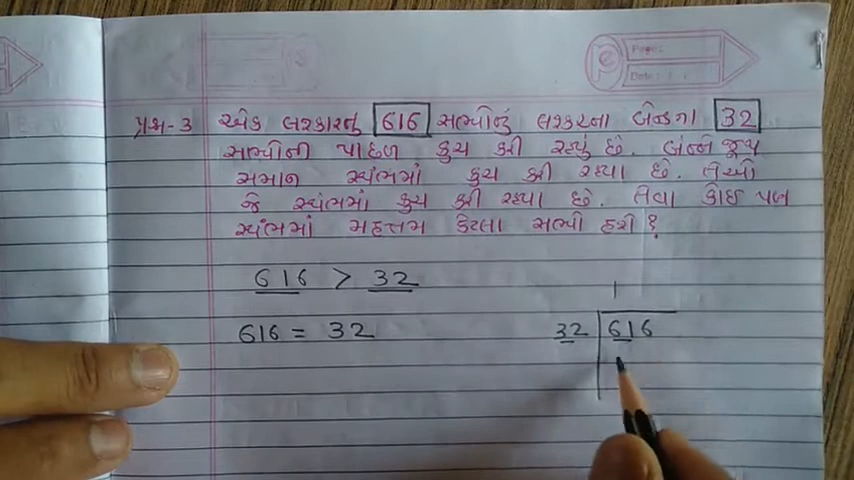 Page:
Date: / /
પ્રશ્ન-3 એક લશ્કરનું 616 સભ્યોનું લશ્કરના બેન્ડના 32
સભ્યોની પાછળ કુચ કરી રહ્યું છે. બંન્ને જૂથ
સમાન સ્થંભમાં કુચ કરી રહ્યા છે. તેઓ
જે સ્થંભમાં કુચ કરી રહ્યા છે. તેવા કોઈ પણ
સ્થંભમાં મહત્તમ કેટલા સભ્યો હશે ?
616 > 32
1
616 = 32
32 616